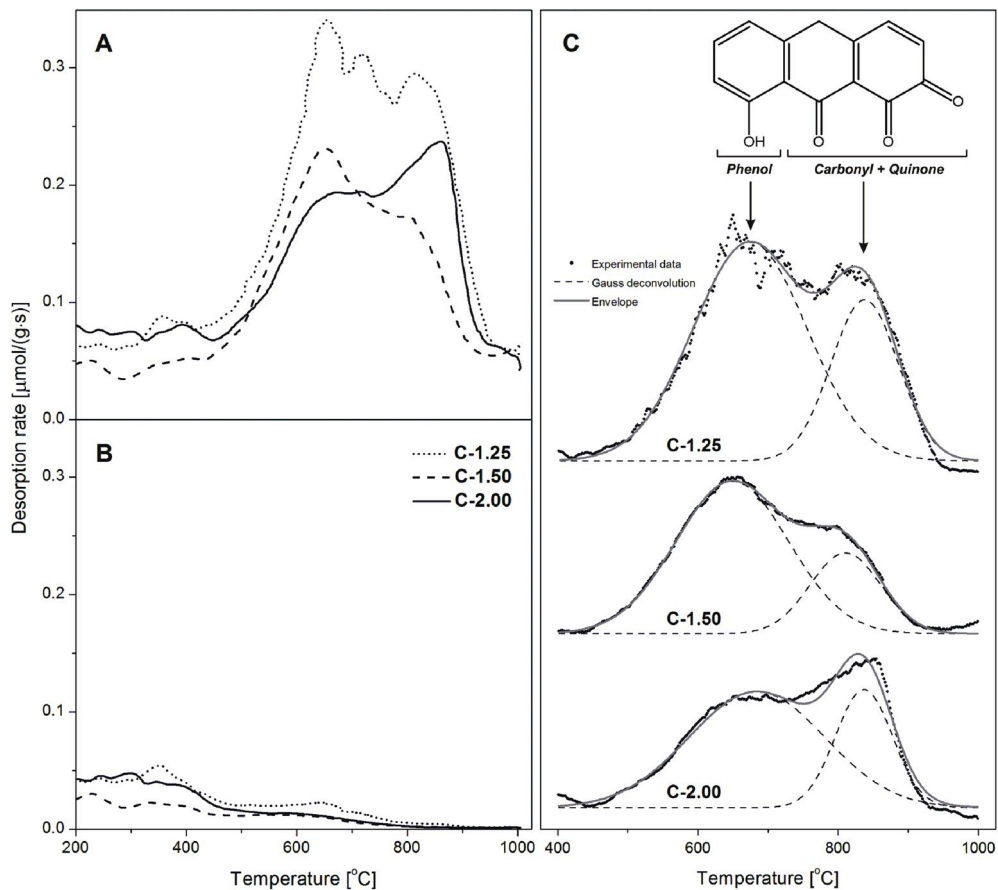 A
0.3
0.2
0.1
0.0
B
C-1.25
C-1.50
C-2.00
0.3
0.2
0.1
0.0
200 400 600 800 1000
Temperature [°C]
Desorption rate [µmol/(g·s)]
C
OH O O O
Phenol Carbonyl + Quinone
Experimental data
Gauss deconvolution
Envelope
C-1.25
C-1.50
C-2.00
400 600 800 1000
Temperature [°C]